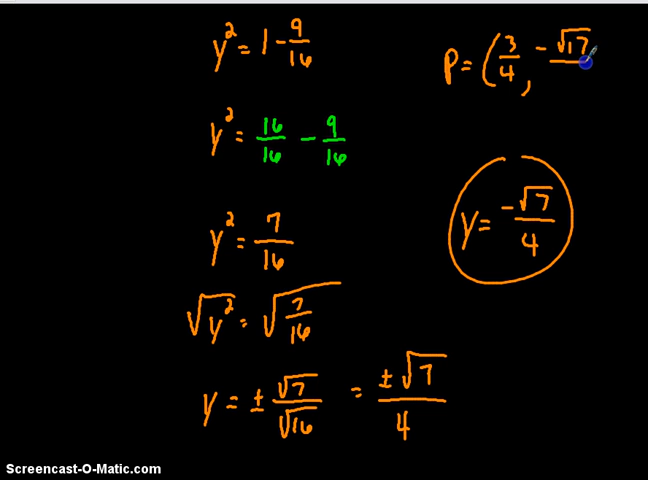 y² = 1 - 9/16
P = (3/4, -√17
y² = 16/16 - 9/16
y = -√7/4
y² = 7/16
√y² = √7/16
y = ± √7/√16 = ±√7/4
Screencast-O-Matic.com